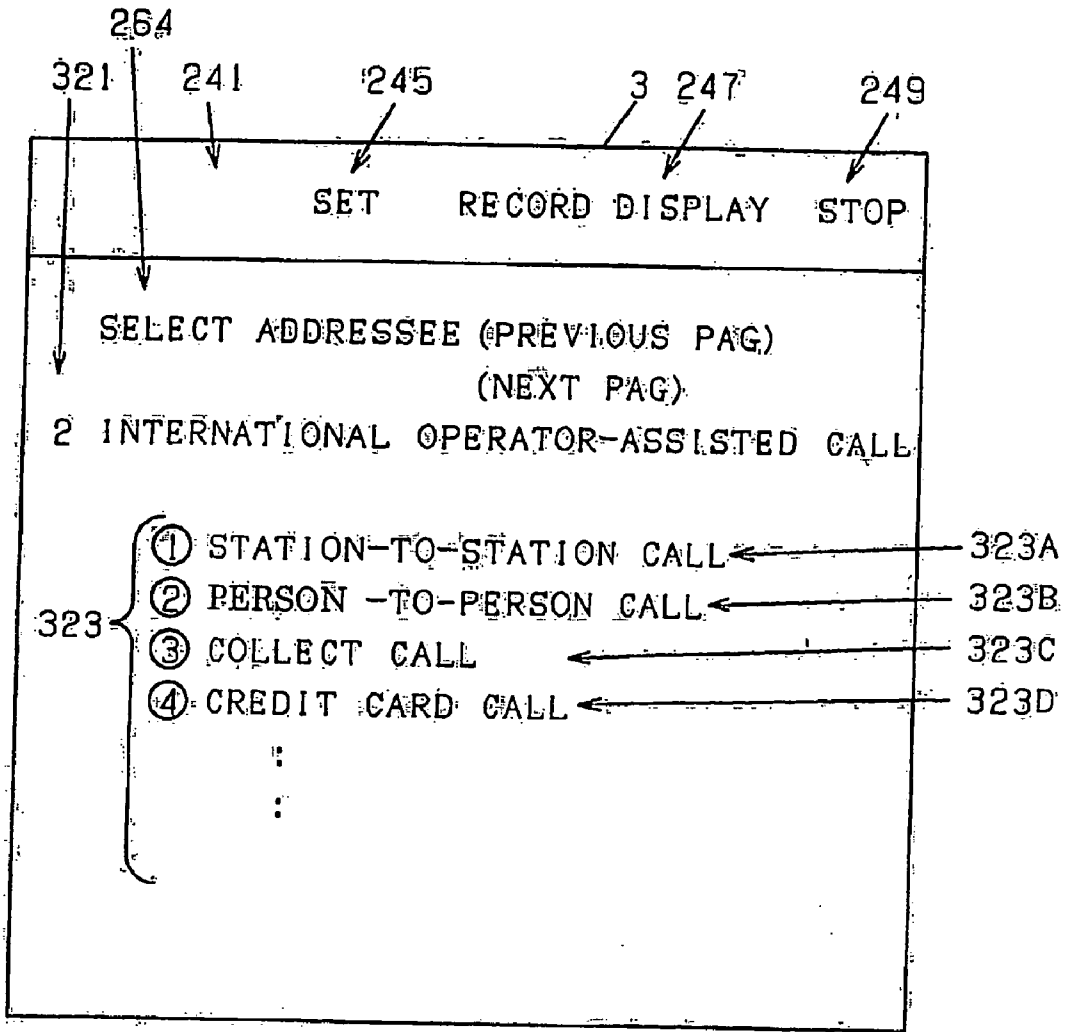 264
321 241 245 3 247 249
SET RECORD DISPLAY STOP
SELECT ADDRESSEE (PREVIOUS PAG)
(NEXT PAG)
2 INTERNATIONAL OPERATOR-ASSISTED CALL
① STATION-TO-STATION CALL 323A
② PERSON -TO-PERSON CALL 323B
323
③ COLLECT CALL 323C
④ CREDIT CARD CALL 323D
:
: